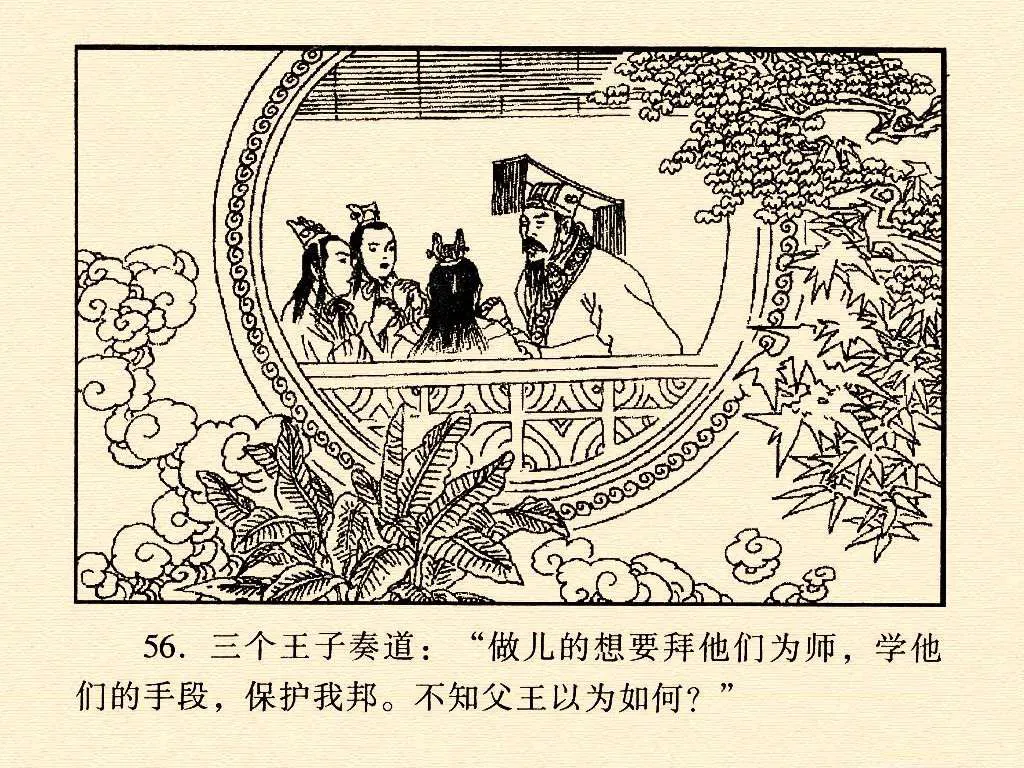 56. 三个王子奏道：“做儿的想要拜他们为师，学他
们的手段，保护我邦。不知父王以为如何？”